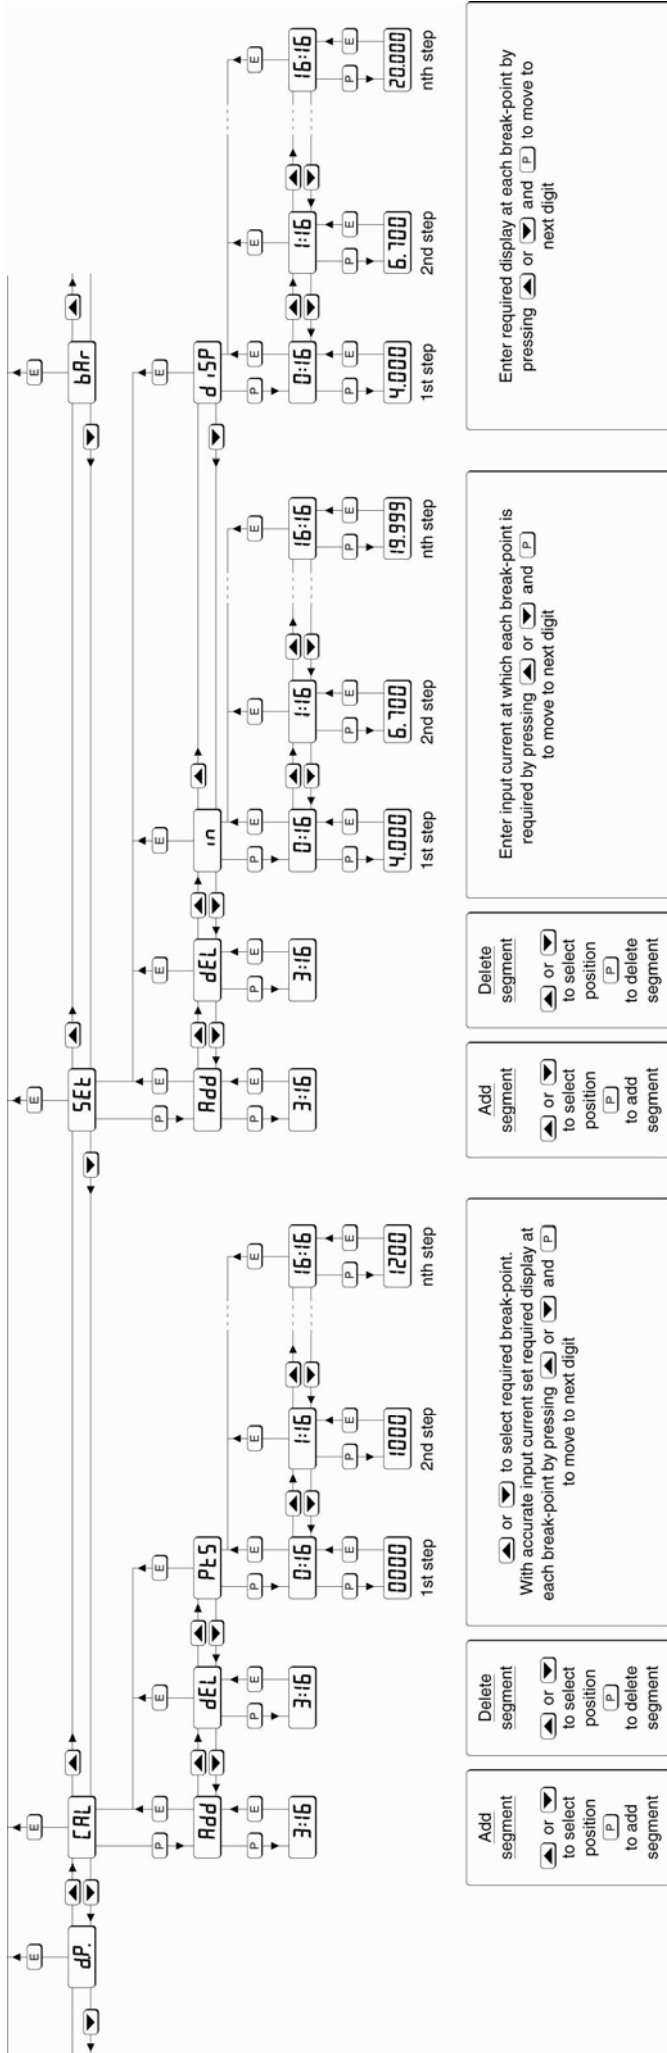 E
E
E
E
d.P.
CAL
SEt
bAr
P
E
E
E
P
E
E
E
E
Add
dEL
PtS
Add
dEL
in
d iSP
P
E
P
E
P
E
E
E
P
E
P
E
P
E
E
E
P
E
E
E
3:16
3:16
0:16
1:16
16:16
3:16
3:16
0:16
1:16
16:16
0:16
1:16
16:16
P
E
P
E
P
E
P
E
P
E
P
E
P
E
P
E
P
E
0000
1000
1200
4.000
6.700
19.999
4.000
6.700
20.000
1st step
2nd step
nth step
1st step
2nd step
nth step
1st step
2nd step
nth step
Add
segment
▲ or ▼
to select
position
P
to add
segment
Delete
segment
▲ or ▼
to select
position
P
to delete
segment
▲ or ▼ to select required break-point.
With accurate input current set required display at
each break-point by pressing ▲ or ▼ and P
to move to next digit
Add
segment
▲ or ▼
to select
position
P
to add
segment
Delete
segment
▲ or ▼
to select
position
P
to delete
segment
Enter input current at which each break-point is
required by pressing ▲ or ▼ and P
to move to next digit
Enter required display at each break-point by
pressing ▲ or ▼ and P to move to
next digit